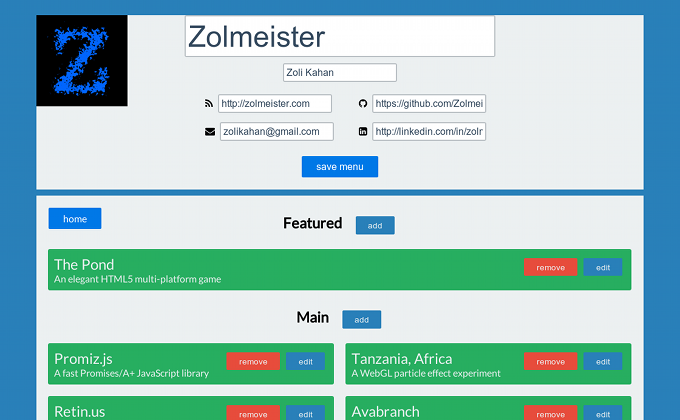 Z
Zolmeister
Zoli Kahan
http://zolmeister.com
https://github.com/Zolmei
zolikahan@gmail.com
http://linkedin.com/in/zolr
save menu
home
Featured
add
The Pond
An elegant HTML5 multi-platform game
remove
edit
Main
add
Promiz.js
A fast Promises/A+ JavaScript library
remove
edit
Tanzania, Africa
A WebGL particle effect experiment
remove
edit
Retin.us
remove
edit
Avabranch
remove
edit